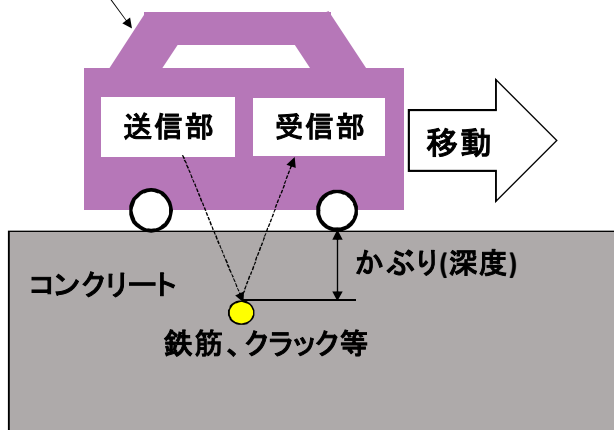 送信部
受信部
移動
かぶり(深度)
コンクリート
鉄筋、クラック等